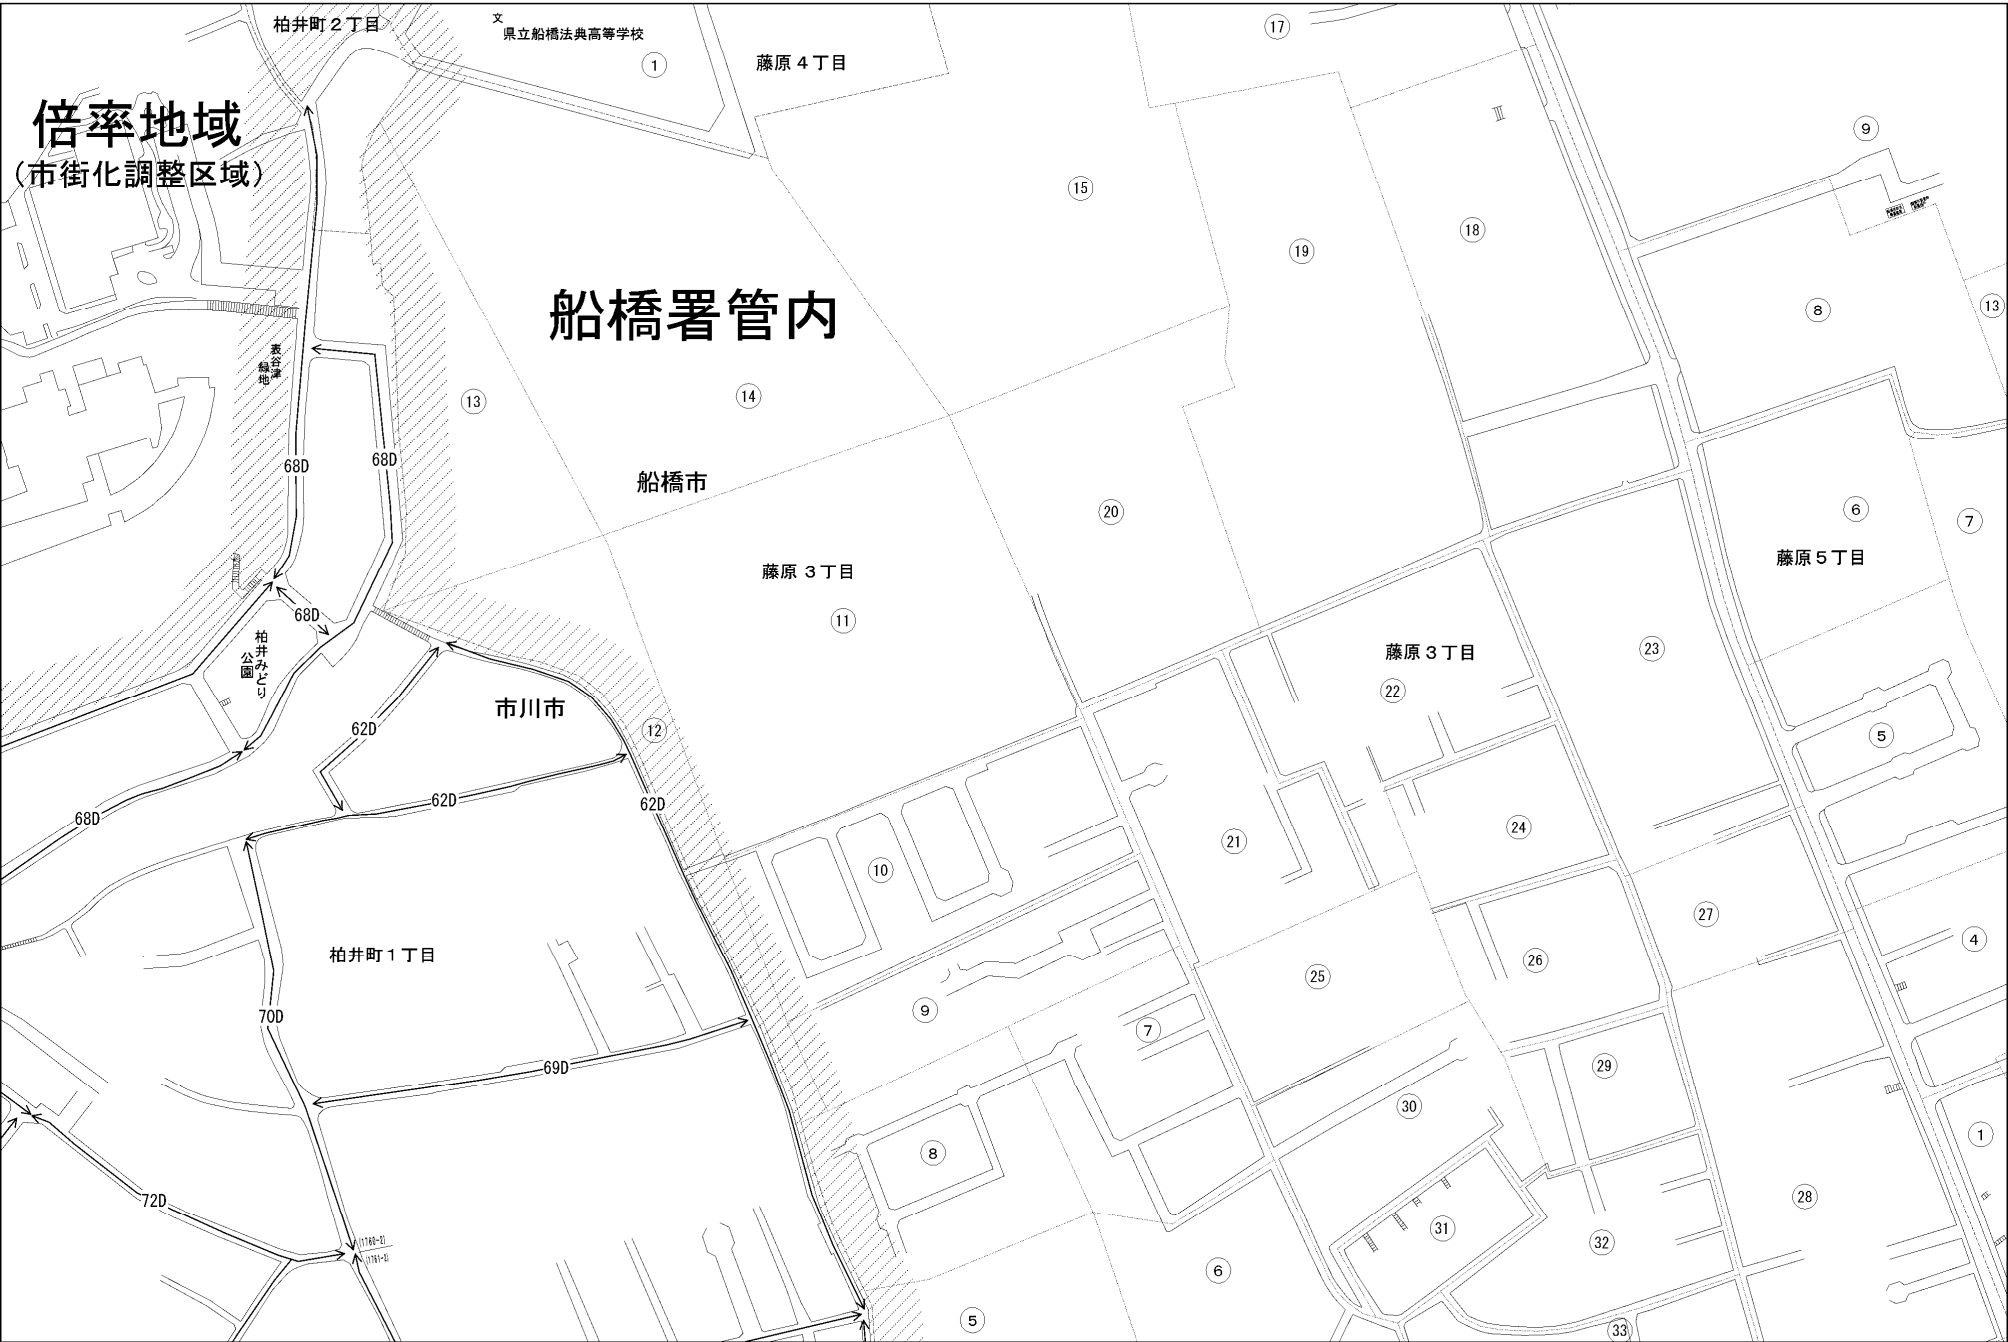 柏井町2丁目
文
県立船橋法典高等学校
①
藤原4丁目
⑰
倍率地域
(市街化調整区域)
⑨
⑮
⑱
⑲
⑧
⑬
船橋署管内
表谷津
緑地
⑬
⑭
68D
68D
船橋市
⑳
⑥
⑦
藤原5丁目
藤原3丁目
⑪
68D
柏井みどり
公園
藤原3丁目
㉒
㉓
市川市
⑫
62D
⑤
62D
62D
68D
⑩
㉑
㉔
㉗
④
柏井町1丁目
㉖
㉕
⑨
70D
⑦
69D
㉙
㉚
①
⑧
72D
㉘
㉛
㉜
(1760-2)
(1761-2)
⑥
⑤
㉝